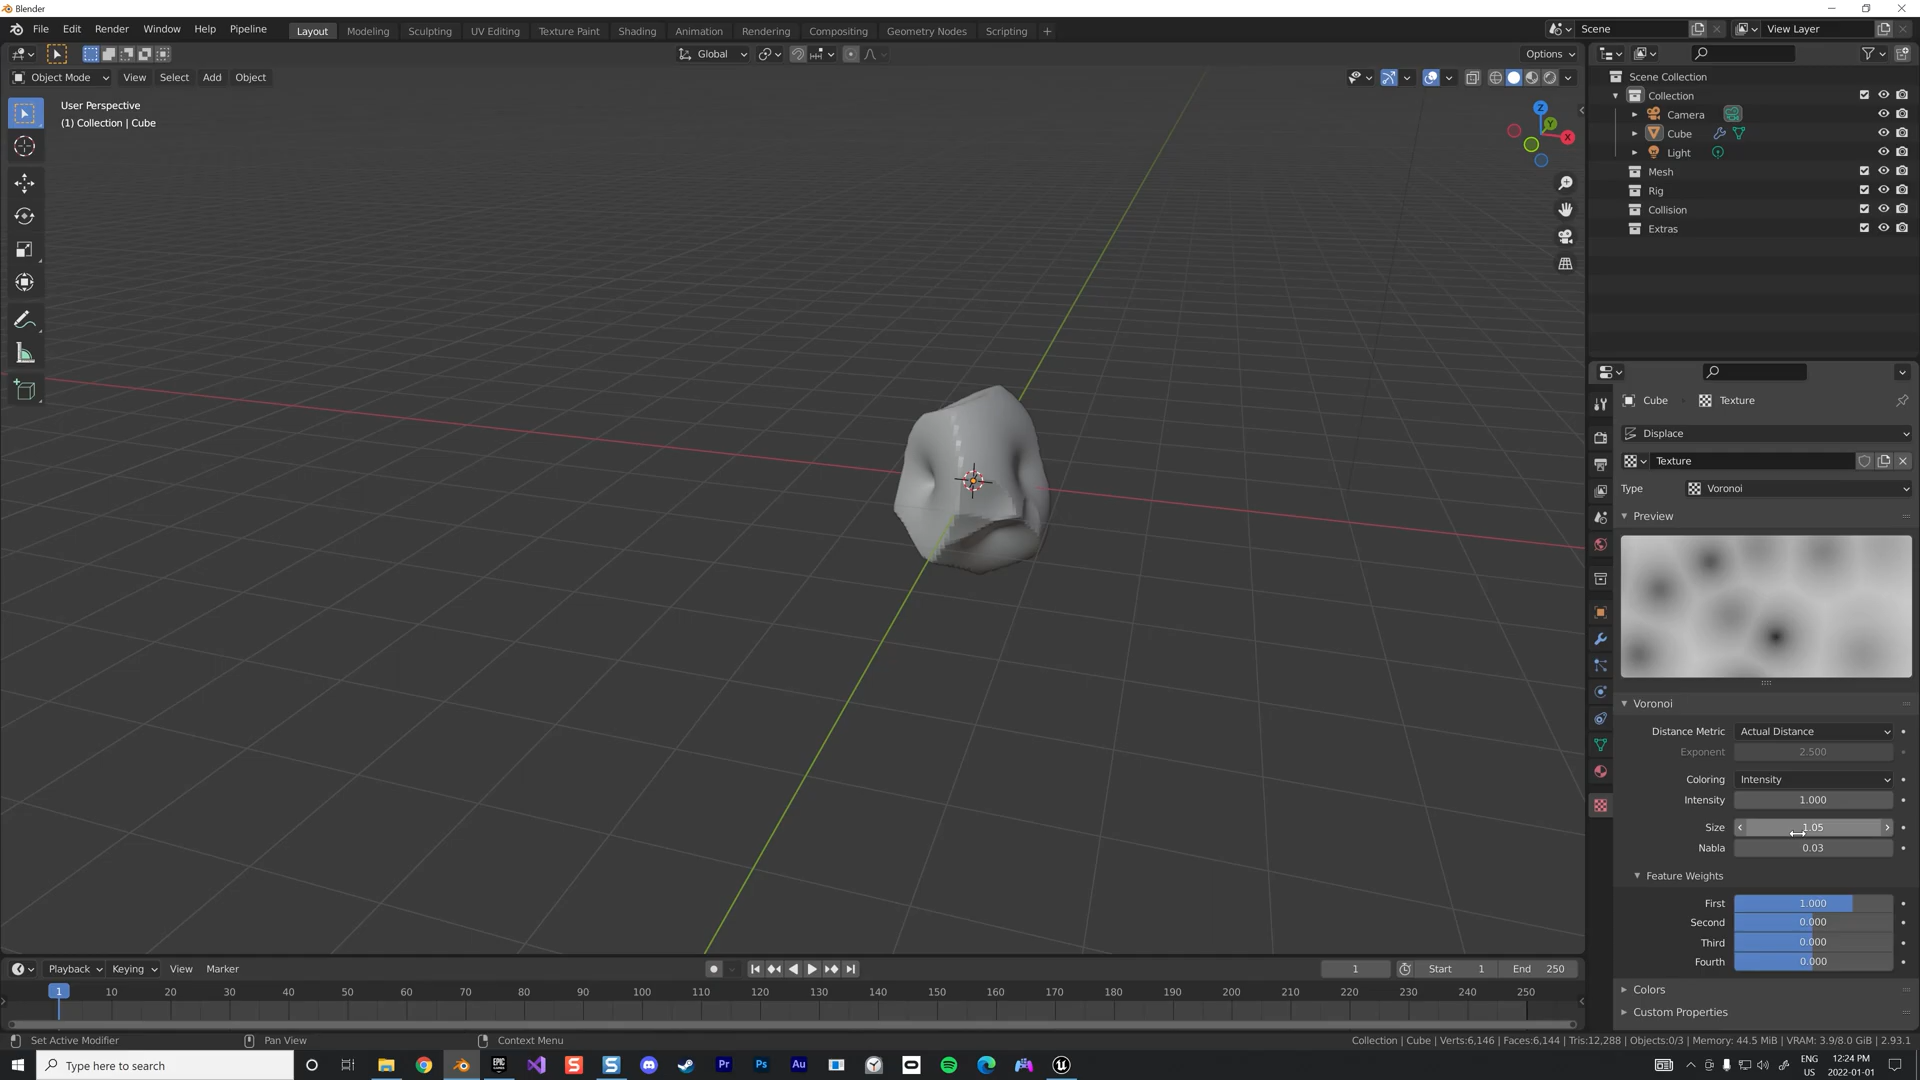 Blender
File Edit Render Window Help Pipeline
Layout Modeling Sculpting UV Editing Texture Paint Shading Animation Rendering Compositing Geometry Nodes Scripting +
Scene
View Layer
Global
Options
Object Mode View Select Add Object
User Perspective
(1) Collection | Cube
Z
Y
X
Scene Collection
Collection
Camera
Cube
Light
Mesh
Rig
Collision
Extras
Cube Texture
Displace
Texture
Type Voronoi
Preview
Voronoi
Distance Metric Actual Distance
Exponent 2.500
Coloring Intensity
Intensity 1.000
Size 1.05
Nabla 0.03
Feature Weights
First 1.000
Second 0.000
Third 0.000
Fourth 0.000
Colors
Custom Properties
Playback Keying View Marker
1 Start 1 End 250
1 10 20 30 40 50 60 70 80 90 100 110 120 130 140 150 160 170 180 190 200 210 220 230 240 250
Set Active Modifier Pan View Context Menu
Collection | Cube | Verts:6,146 | Faces:6,144 | Tris:12,288 | Objects:0/3 | Memory: 44.5 MiB | VRAM: 3.9/8.0 GiB | 2.93.1
Type here to search
Pr Ps Au
ENG
US
12:24 PM
2022-01-01